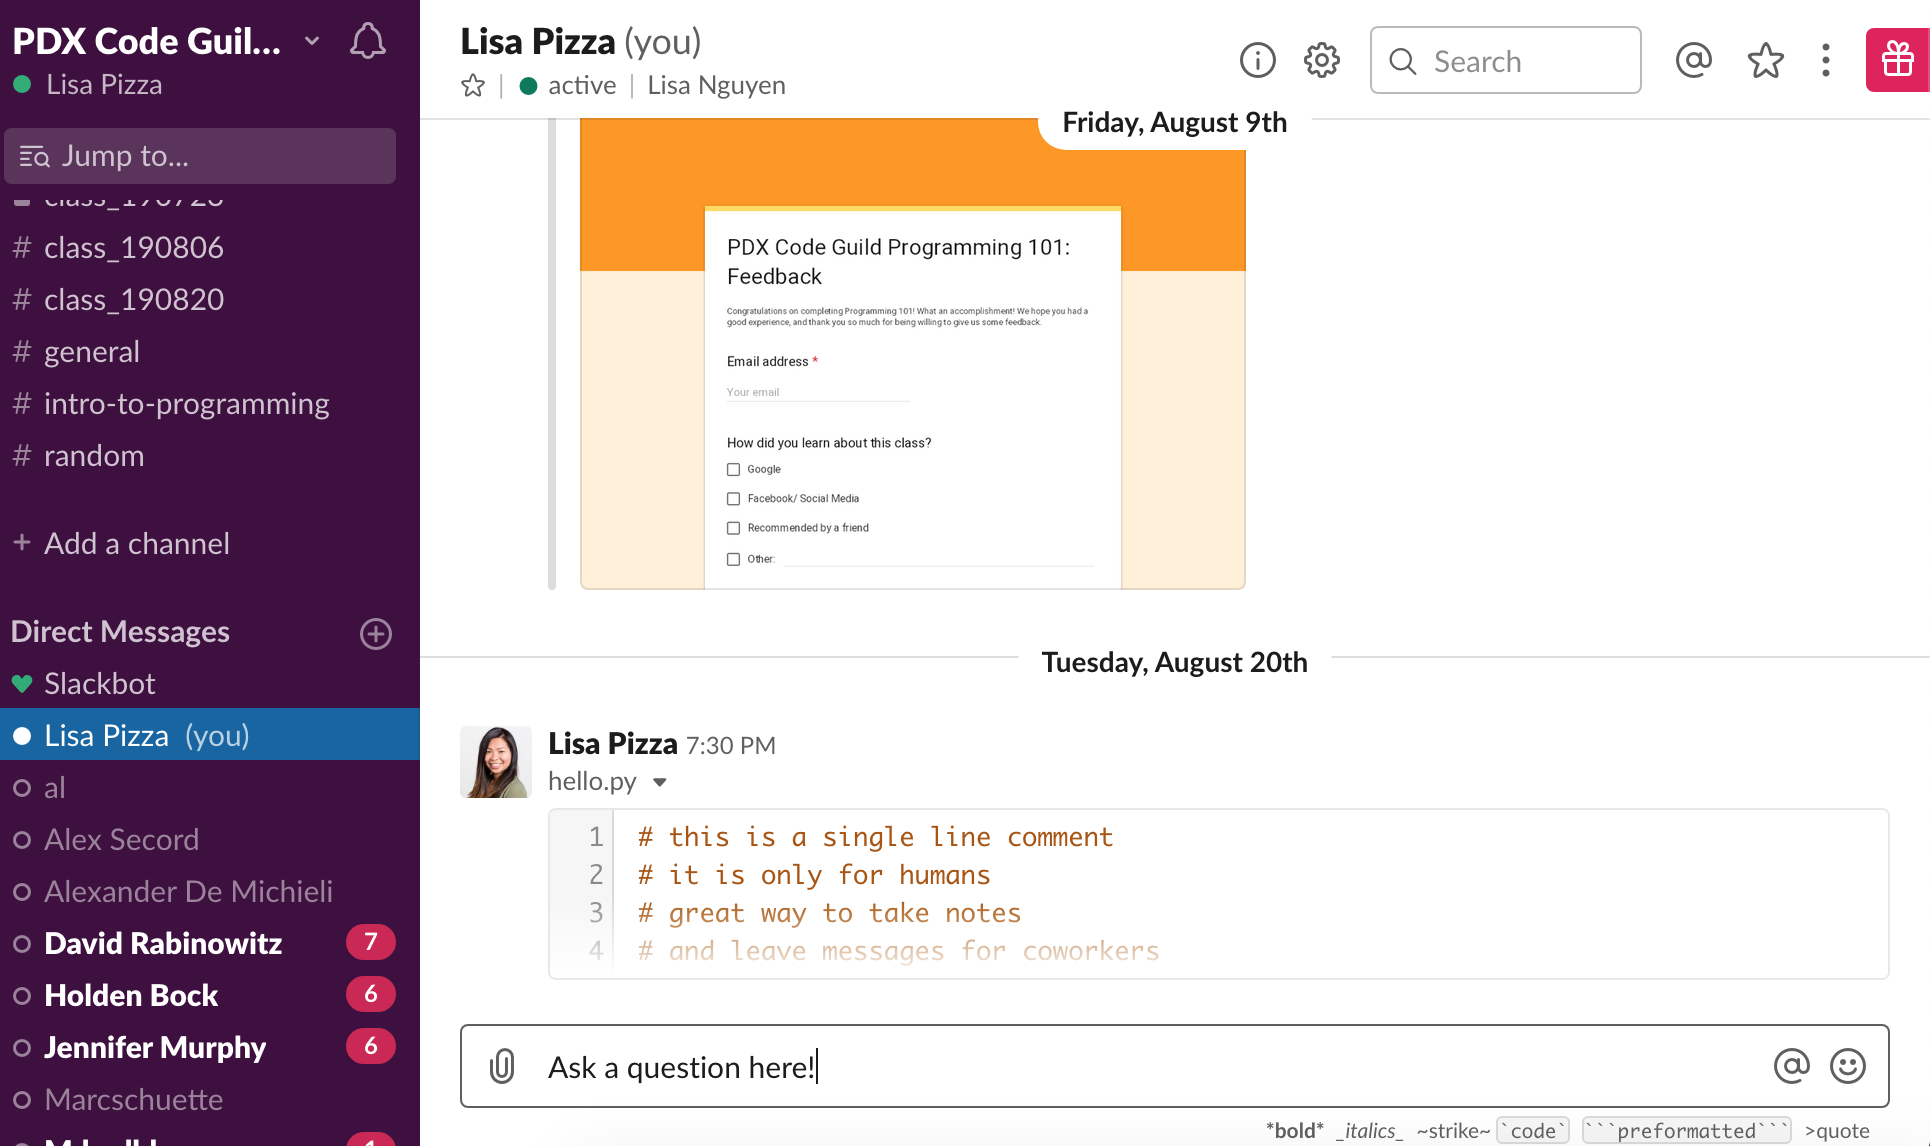 PDX Code Guil...
Lisa Pizza
Jump to...
# class_190806
# class_190820
# general
# intro-to-programming
# random
+ Add a channel
Direct Messages
Slackbot
Lisa Pizza (you)
al
Alex Secord
Alexander De Michieli
David Rabinowitz 7
Holden Bock 6
Jennifer Murphy 6
Marcschuette
1
Lisa Pizza (you)
active | Lisa Nguyen
Search
Friday, August 9th
PDX Code Guild Programming 101:
Feedback
Congratulations on completing Programming 101! What an accomplishment! We hope you had a
good experience, and thank you so much for being willing to give us some feedback.
Email address *
Your email
How did you learn about this class?
Google
Facebook/ Social Media
Recommended by a friend
Other:
Tuesday, August 20th
Lisa Pizza 7:30 PM
hello.py
1 # this is a single line comment
2 # it is only for humans
3 # great way to take notes
4 # and leave messages for coworkers
Ask a question here!
*bold* _italics_ ~strike~ `code` ```preformatted``` >quote